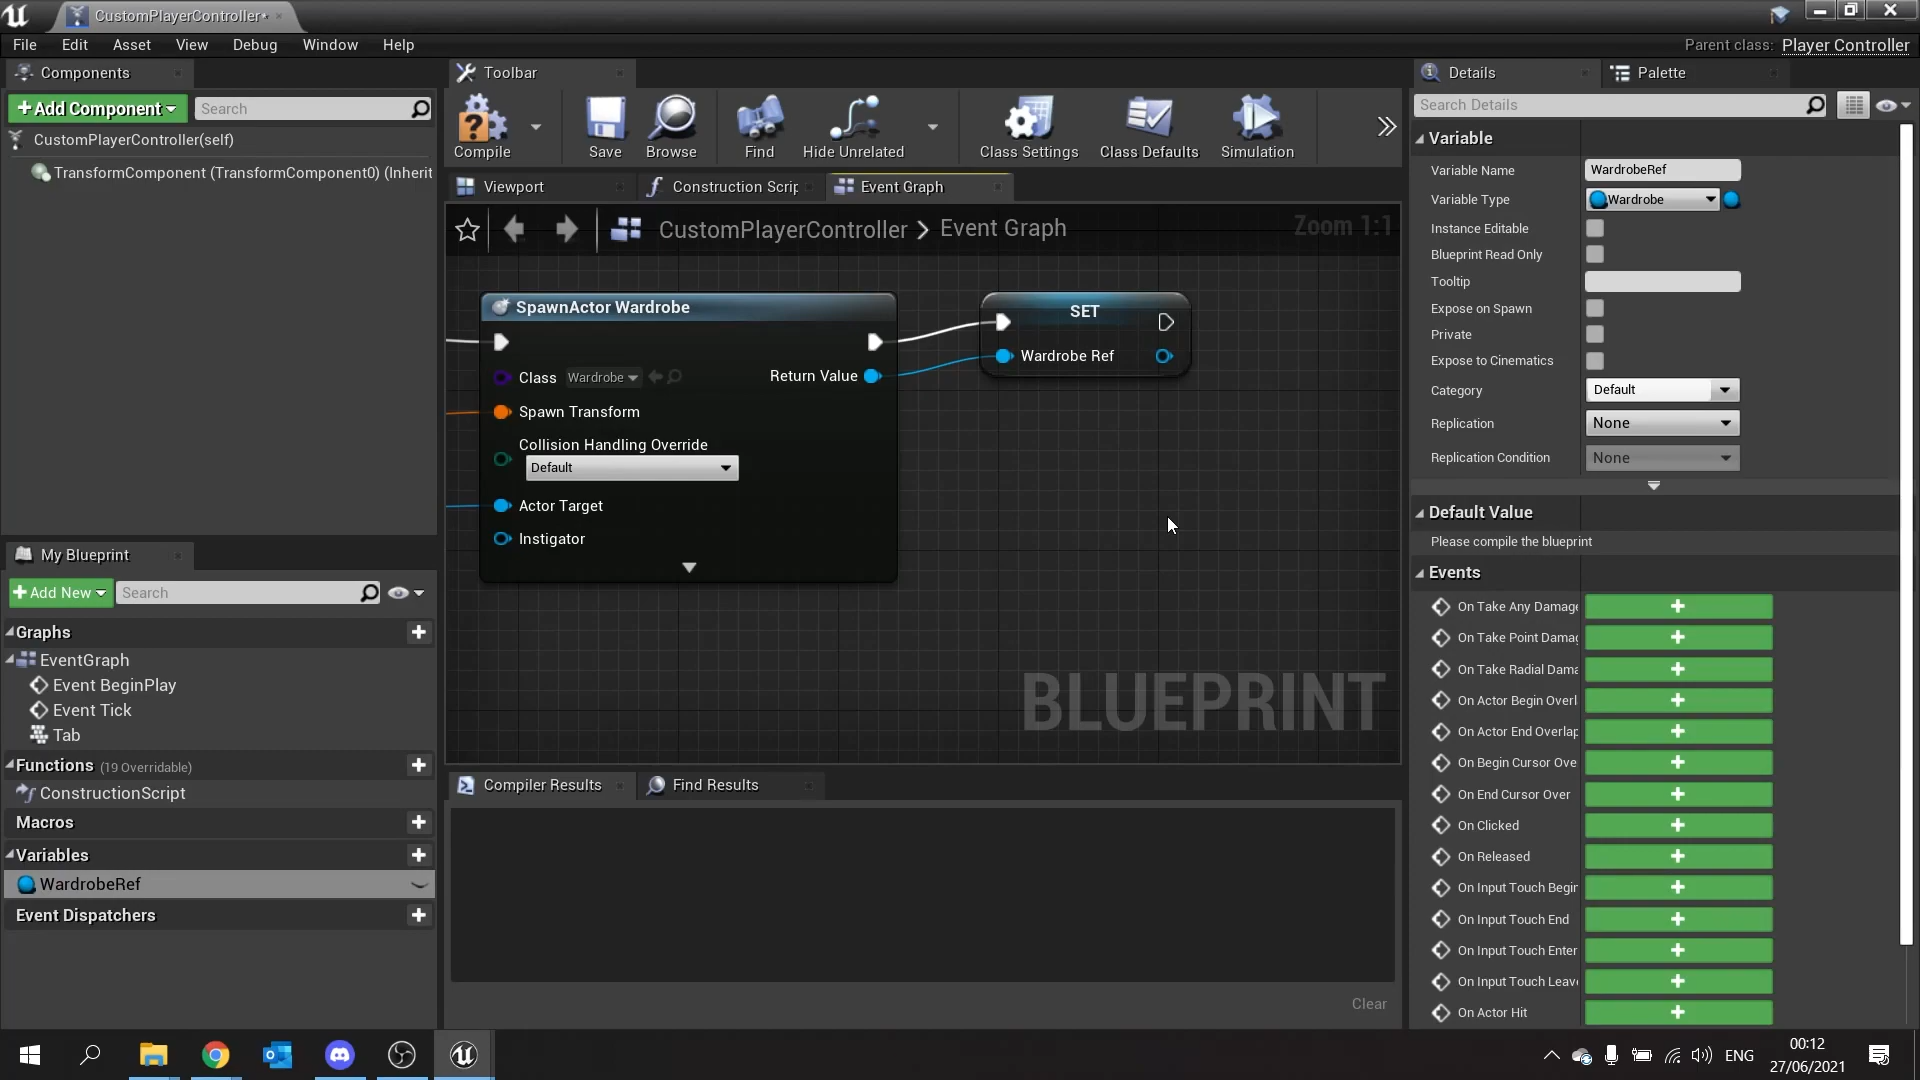 CustomPlayerController*
File Edit Asset View Debug Window Help
Parent class: Player Controller
Components
Add Component
Search
CustomPlayerController(self)
TransformComponent (TransformComponent0) (Inherit
My Blueprint
Add New
Search
Graphs
EventGraph
Event BeginPlay
Event Tick
Tab
Functions (19 Overridable)
ConstructionScript
Macros
Variables
WardrobeRef
Event Dispatchers
Toolbar
Compile
Save
Browse
Find
Hide Unrelated
Class Settings
Class Defaults
Simulation
Viewport
Construction Scrip
Event Graph
CustomPlayerController > Event Graph
Zoom 1:1
SpawnActor Wardrobe
Class Wardrobe
Return Value
Spawn Transform
Collision Handling Override
Default
Actor Target
Instigator
SET
Wardrobe Ref
BLUEPRINT
Compiler Results
Find Results
Clear
Details
Palette
Search Details
Variable
Variable Name WardrobeRef
Variable Type Wardrobe
Instance Editable
Blueprint Read Only
Tooltip
Expose on Spawn
Private
Expose to Cinematics
Category Default
Replication None
Replication Condition None
Default Value
Please compile the blueprint
Events
On Take Any Damage
On Take Point Damag
On Take Radial Dama
On Actor Begin Overl
On Actor End Overlap
On Begin Cursor Ove
On End Cursor Over
On Clicked
On Released
On Input Touch Begin
On Input Touch End
On Input Touch Enter
On Input Touch Leave
On Actor Hit
ENG
00:12
27/06/2021